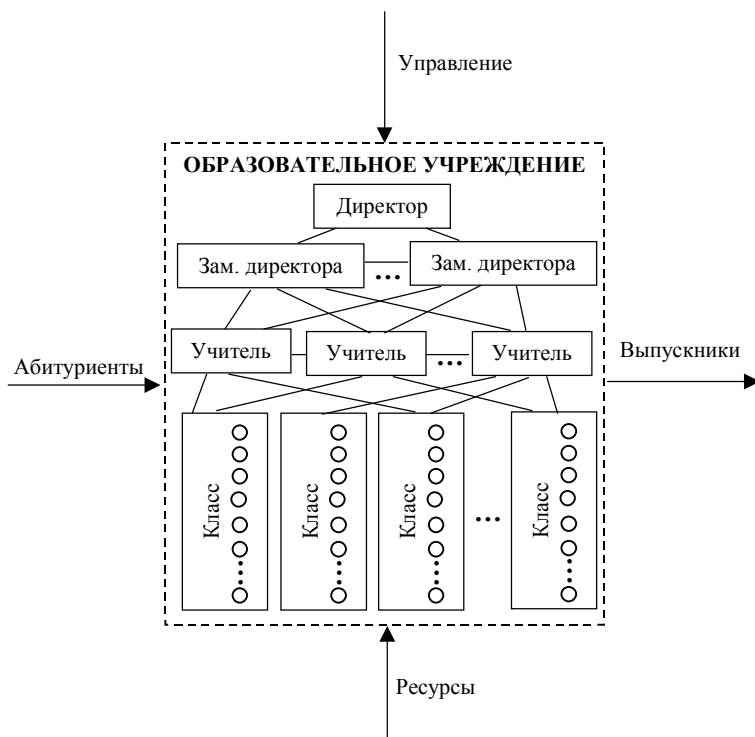 Управление
ОБРАЗОВАТЕЛЬНОЕ УЧРЕЖДЕНИЕ
Директор
Зам. директора
...
Зам. директора
Учитель
Учитель
...
Учитель
Абитуриенты
Выпускники
Класс
Класс
Класс
...
Класс
Ресурсы